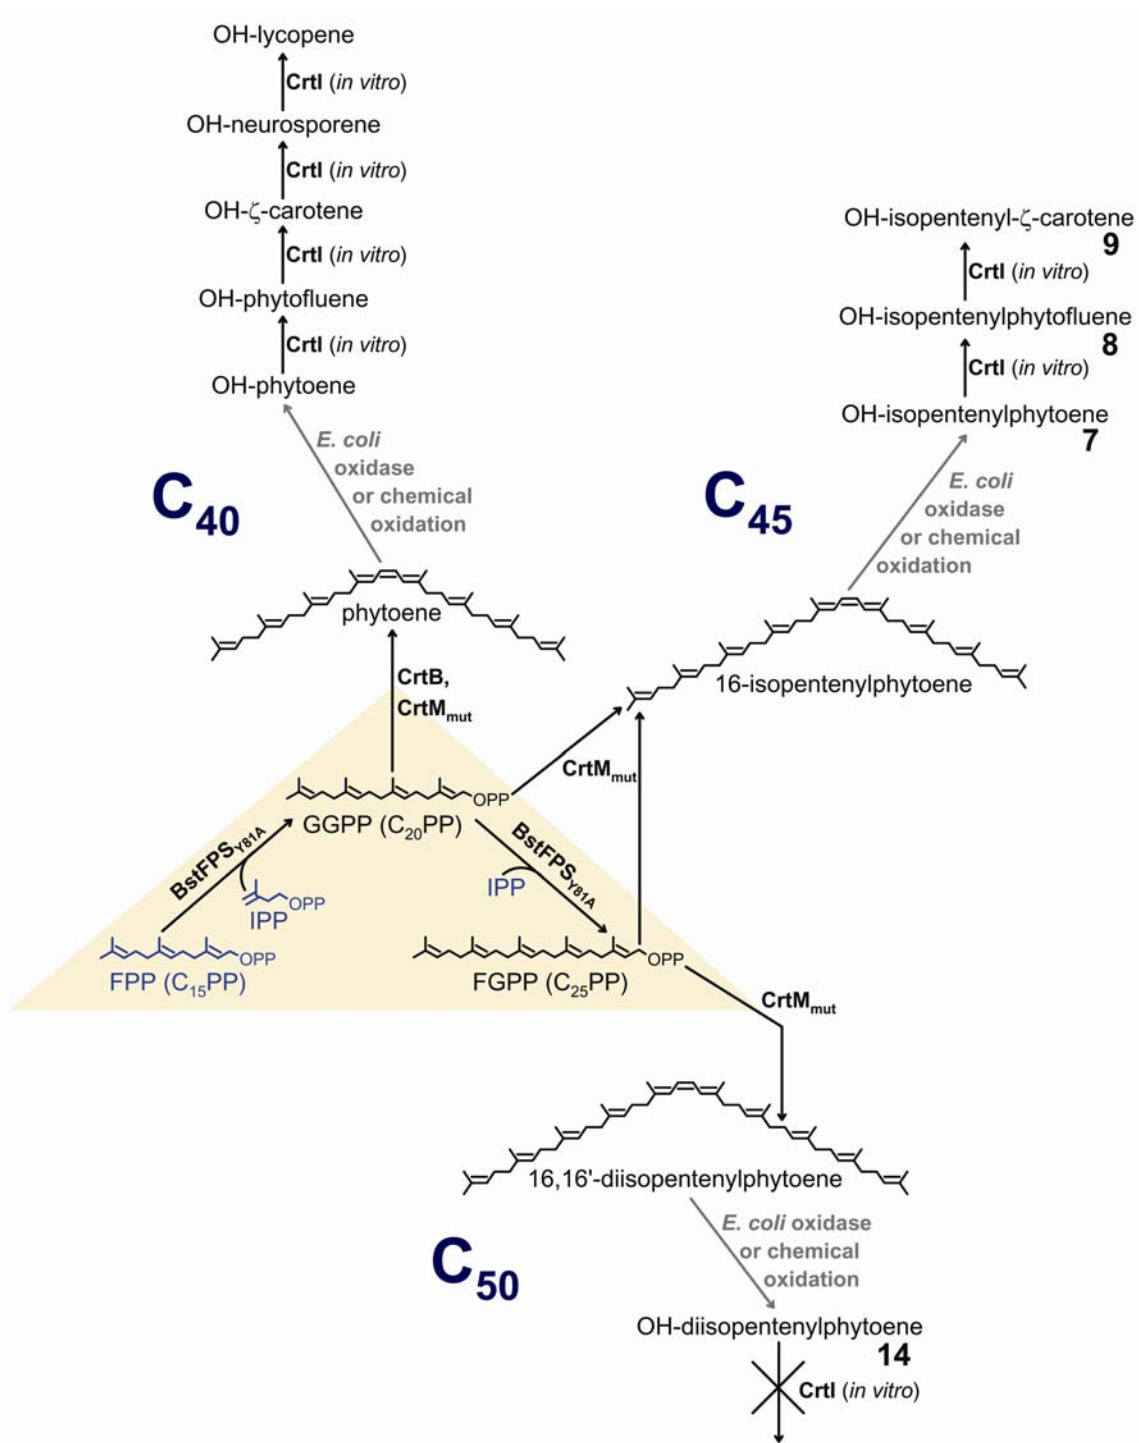 OH-lycopene
CrtI (in vitro)
OH-neurosporene
CrtI (in vitro)
OH-ζ-carotene
CrtI (in vitro)
OH-phytofluene
CrtI (in vitro)
OH-phytoene
E. coli
oxidase
or chemical
oxidation
C40
phytoene
CrtB,
CrtMmut
OH-isopentenyl-ζ-carotene
9
CrtI (in vitro)
OH-isopentenylphytofluene
8
CrtI (in vitro)
OH-isopentenylphytoene
7
E. coli
oxidase
or chemical
oxidation
C45
16-isopentenylphytoene
CrtMmut
OPP
GGPP (C20PP)
BstFPSY81A
OPP
IPP
BstFPSY81A
IPP
OPP
FPP (C15PP)
OPP
FGPP (C25PP)
CrtMmut
16,16'-diisopentenylphytoene
E. coli oxidase
or chemical
oxidation
C50
OH-diisopentenylphytoene
14
CrtI (in vitro)